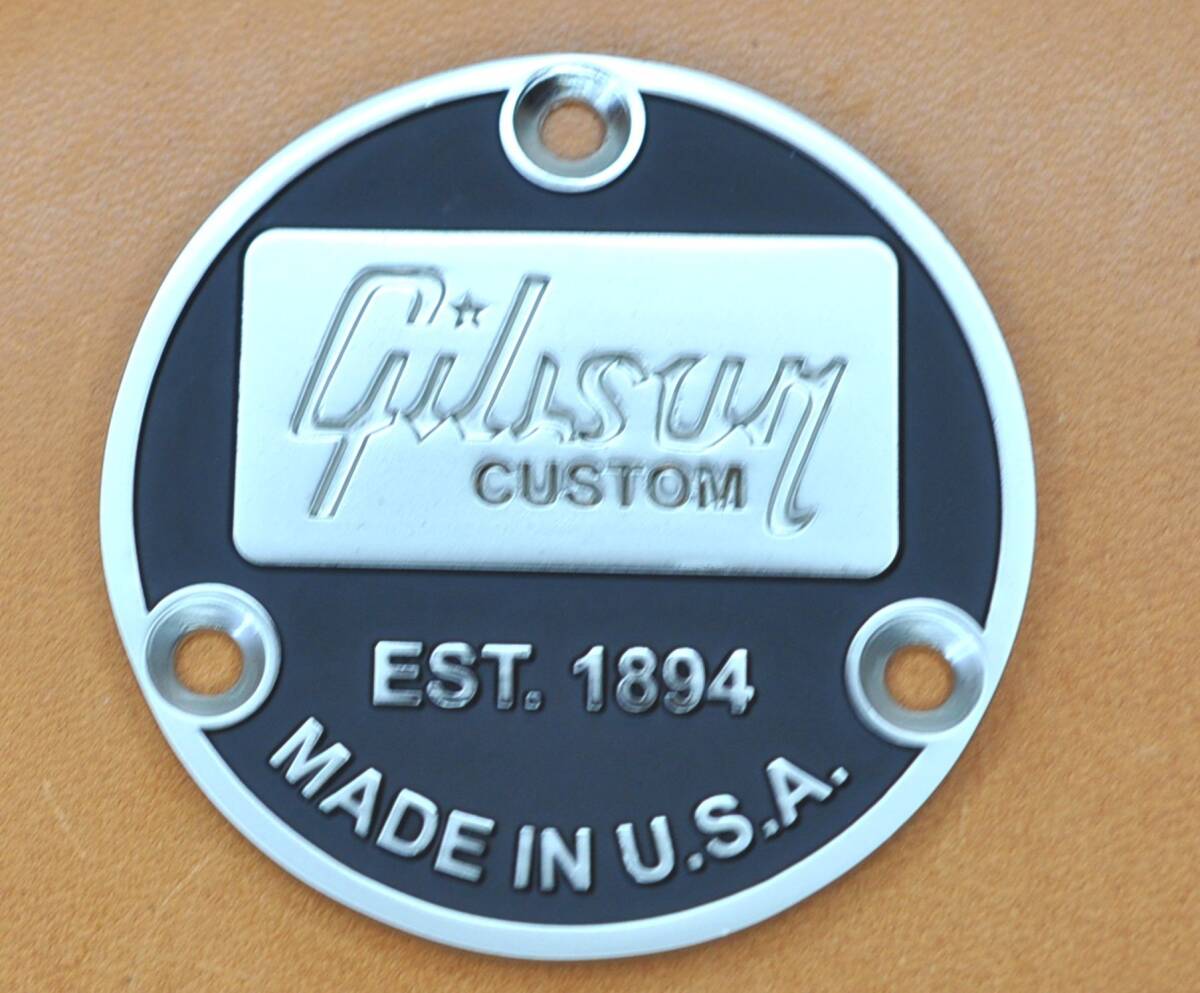 Gibson
CUSTOM
EST. 1894
MADE IN U.S.A.